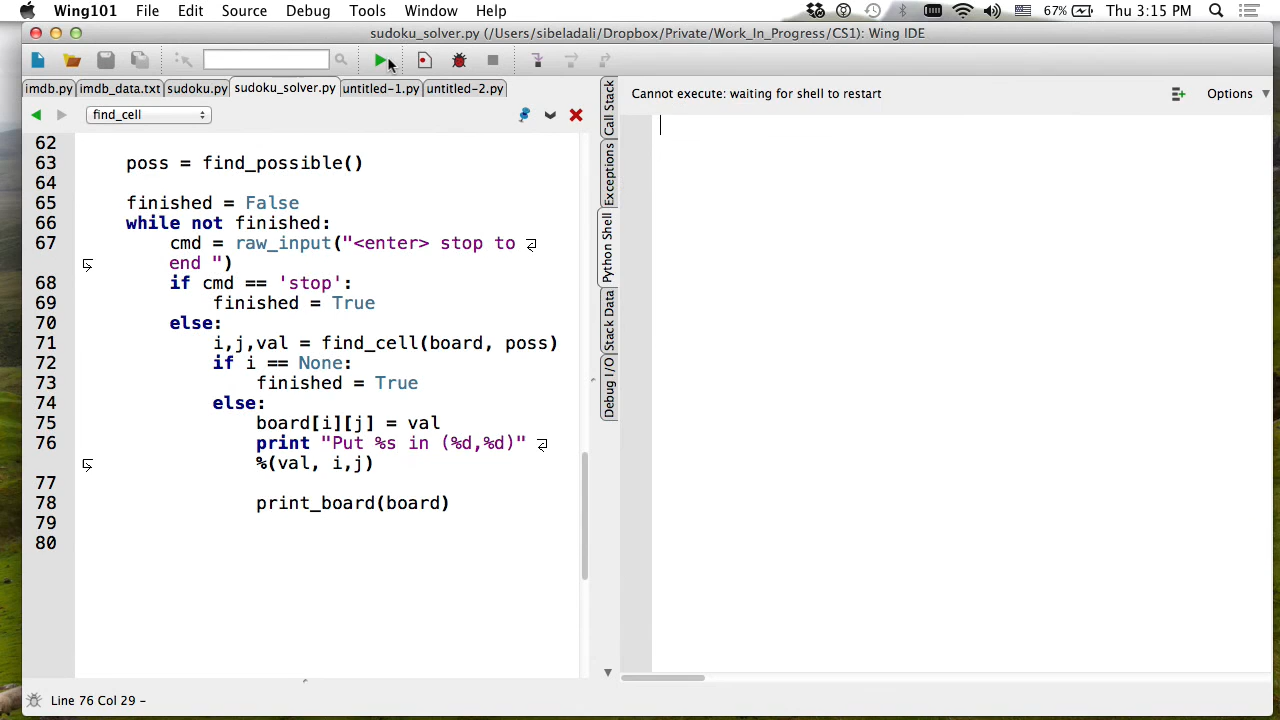 Wing101 File Edit Source Debug Tools Window Help 67% Thu 3:15 PM
sudoku_solver.py (/Users/sibeladali/Dropbox/Private/Work_In_Progress/CS1): Wing IDE
imdb.py imdb_data.txt sudoku.py sudoku_solver.py untitled-1.py untitled-2.py
find_cell
62
63 poss = find_possible()
64
65 finished = False
66 while not finished:
67 cmd = raw_input("<enter> stop to
end ")
68 if cmd == 'stop':
69 finished = True
70 else:
71 i,j,val = find_cell(board, poss)
72 if i == None:
73 finished = True
74 else:
75 board[i][j] = val
76 print "Put %s in (%d,%d)"
%(val, i,j)
77
78 print_board(board)
79
80
Line 76 Col 29 -
Call Stack
Exceptions
Python Shell
Stack Data
Debug I/O
Cannot execute: waiting for shell to restart
Options